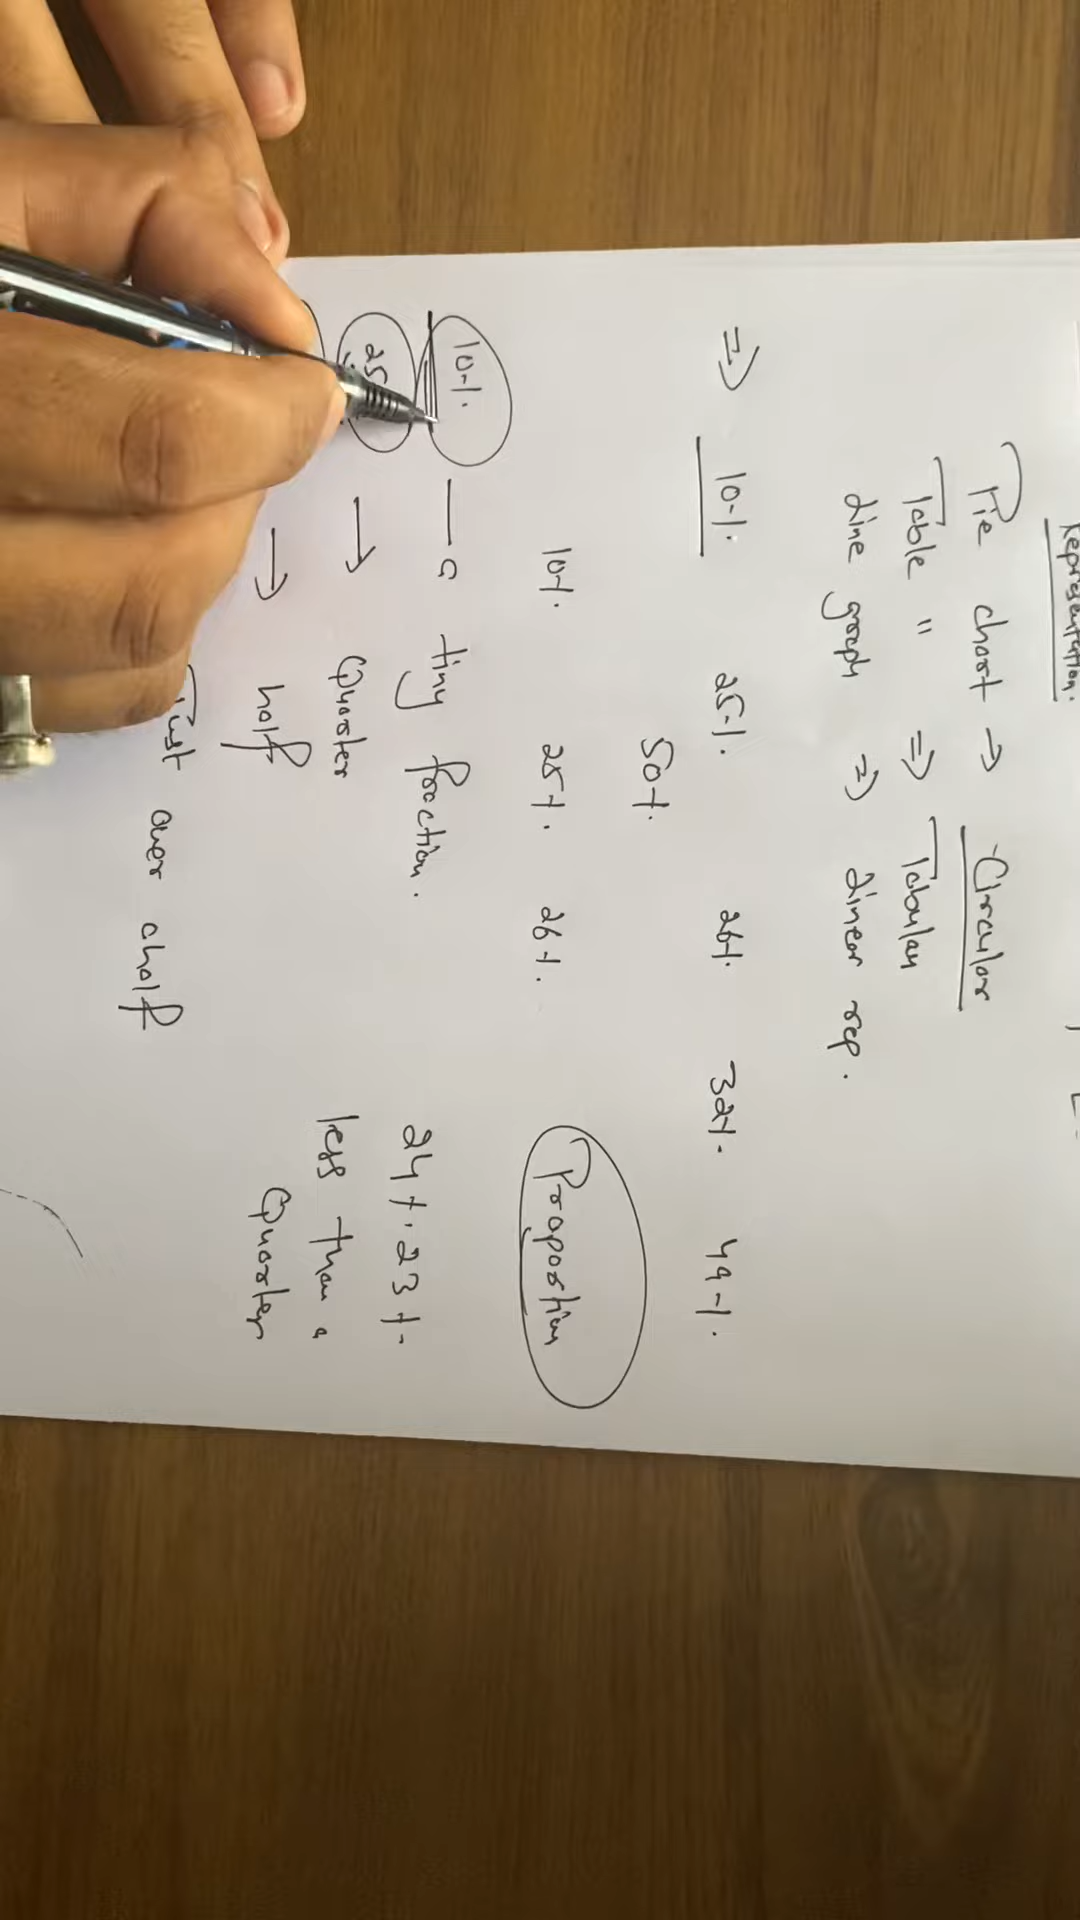 Representation.
Pie chart → Circular
Table " ⇒ Tabular
Line graph ⇒ Linear rep.
⇒ 10%. 25%. 26%. 32%. 49%.
50%.
10%. 25%. 26%. Proportion
10%. — a tiny fraction. 24%. 23%.
25 → Quarter less than a
→ half Quarter
Just over a half